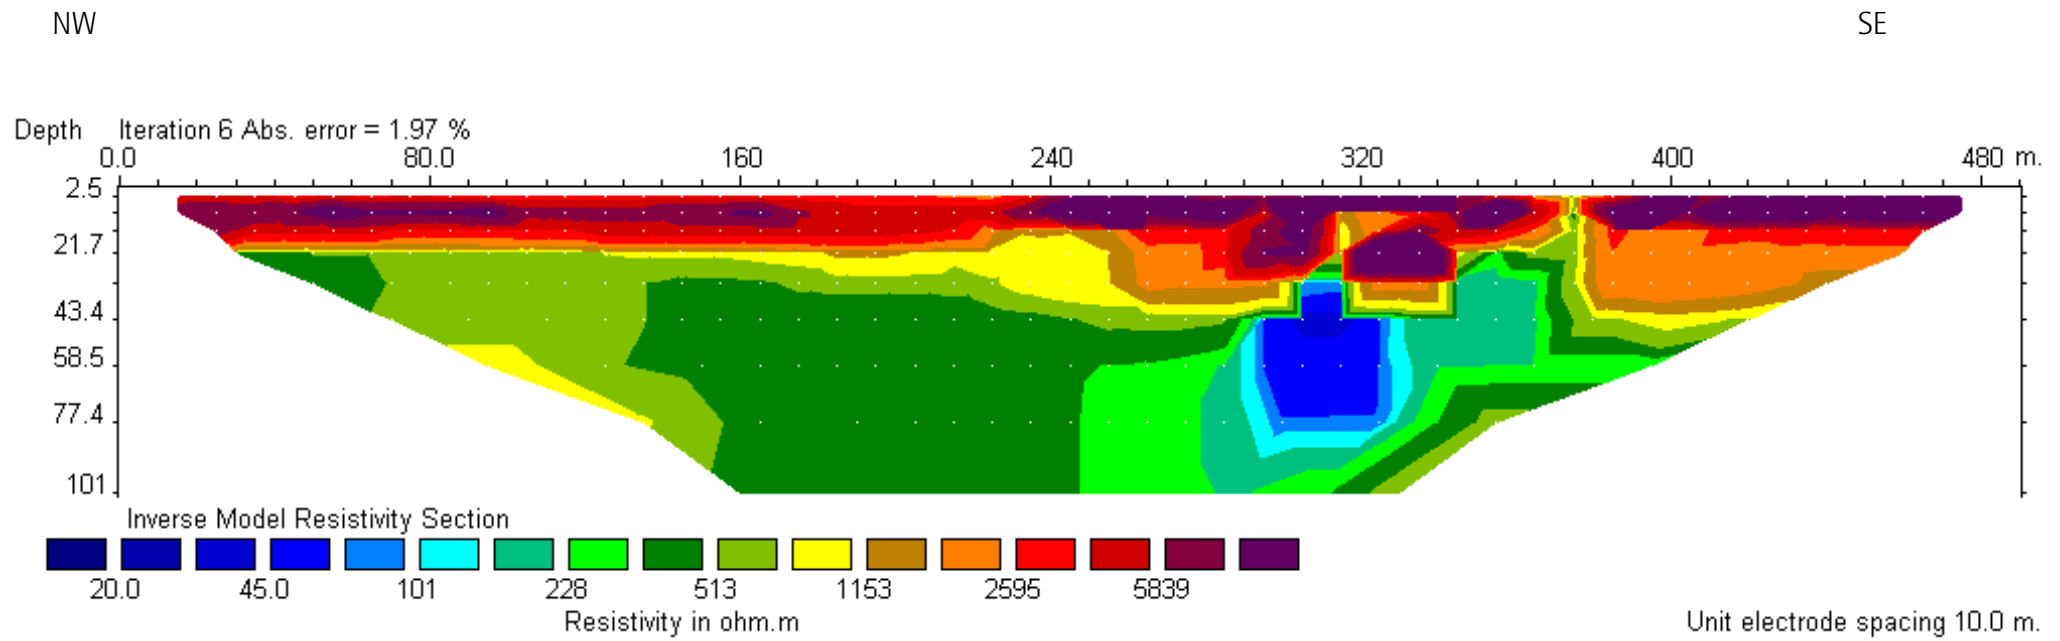 NW SE
Depth Iteration 6 Abs. error = 1.97 %
0.0 80.0 160 240 320 400 480 m.
2.5
21.7
43.4
58.5
77.4
101
Inverse Model Resistivity Section
20.0 45.0 101 228 513 1153 2595 5839
Resistivity in ohm.m
Unit electrode spacing 10.0 m.